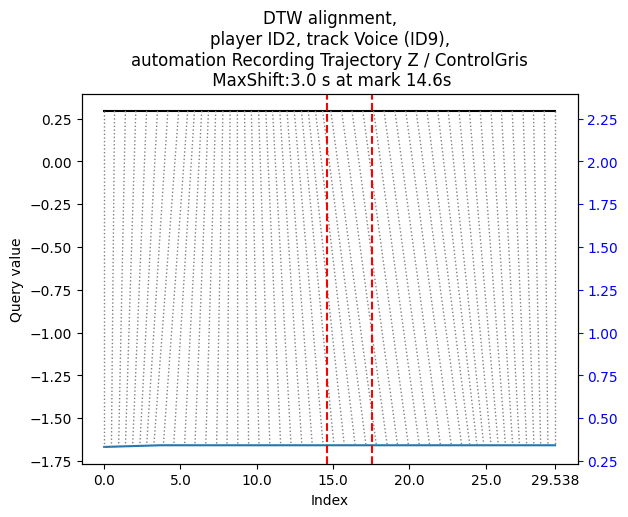 DTW alignment,
player ID2, track Voice (ID9),
automation Recording Trajectory Z / ControlGris
MaxShift:3.0 s at mark 14.6s
0.25
0.00
−0.25
−0.50
−0.75
−1.00
−1.25
−1.50
−1.75
Query value
2.25
2.00
1.75
1.50
1.25
1.00
0.75
0.50
0.25
0.0 5.0 10.0 15.0 20.0 25.0 29.538
Index